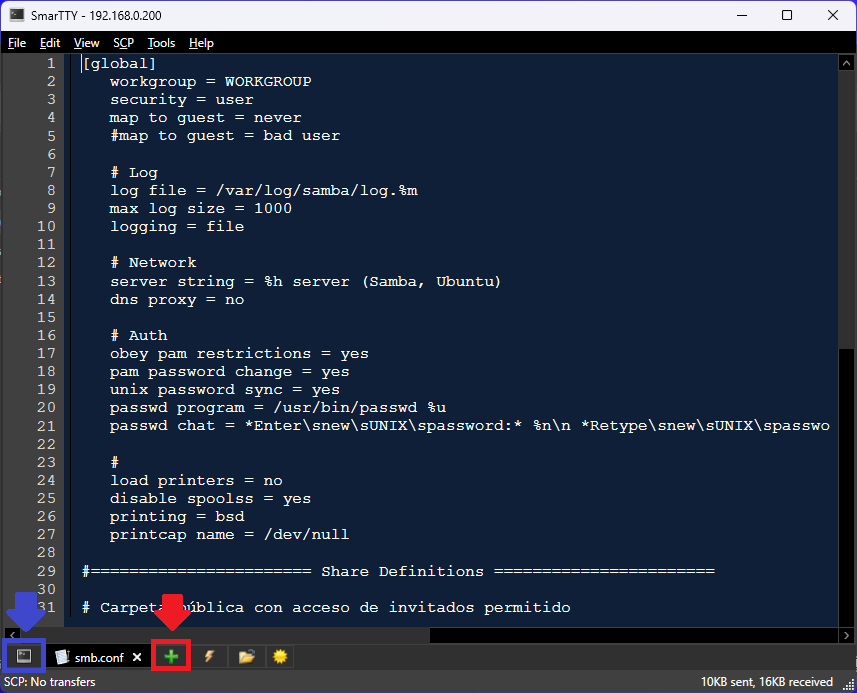 SmarTTY - 192.168.0.200
File Edit View SCP Tools Help
1 [global]
2 workgroup = WORKGROUP
3 security = user
4 map to guest = never
5 #map to guest = bad user
6
7 # Log
8 log file = /var/log/samba/log.%m
9 max log size = 1000
10 logging = file
11
12 # Network
13 server string = %h server (Samba, Ubuntu)
14 dns proxy = no
15
16 # Auth
17 obey pam restrictions = yes
18 pam password change = yes
19 unix password sync = yes
20 passwd program = /usr/bin/passwd %u
21 passwd chat = *Enter\snew\sUNIX\spassword:* %n\n *Retype\snew\sUNIX\spasswo
22
23 #
24 load printers = no
25 disable spoolss = yes
26 printing = bsd
27 printcap name = /dev/null
28
29 #======================= Share Definitions =======================
30
31 # Carpeta pública con acceso de invitados permitido
smb.conf
SCP: No transfers 10KB sent, 16KB received